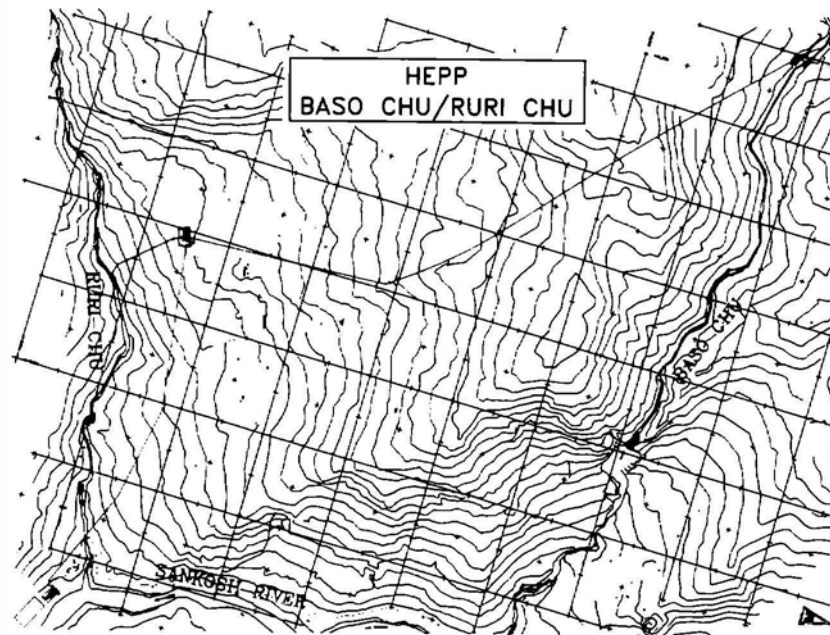 HEPP
BASO CHU/RURI CHU
RURI CHU
BASO CHU
SANKOSH RIVER